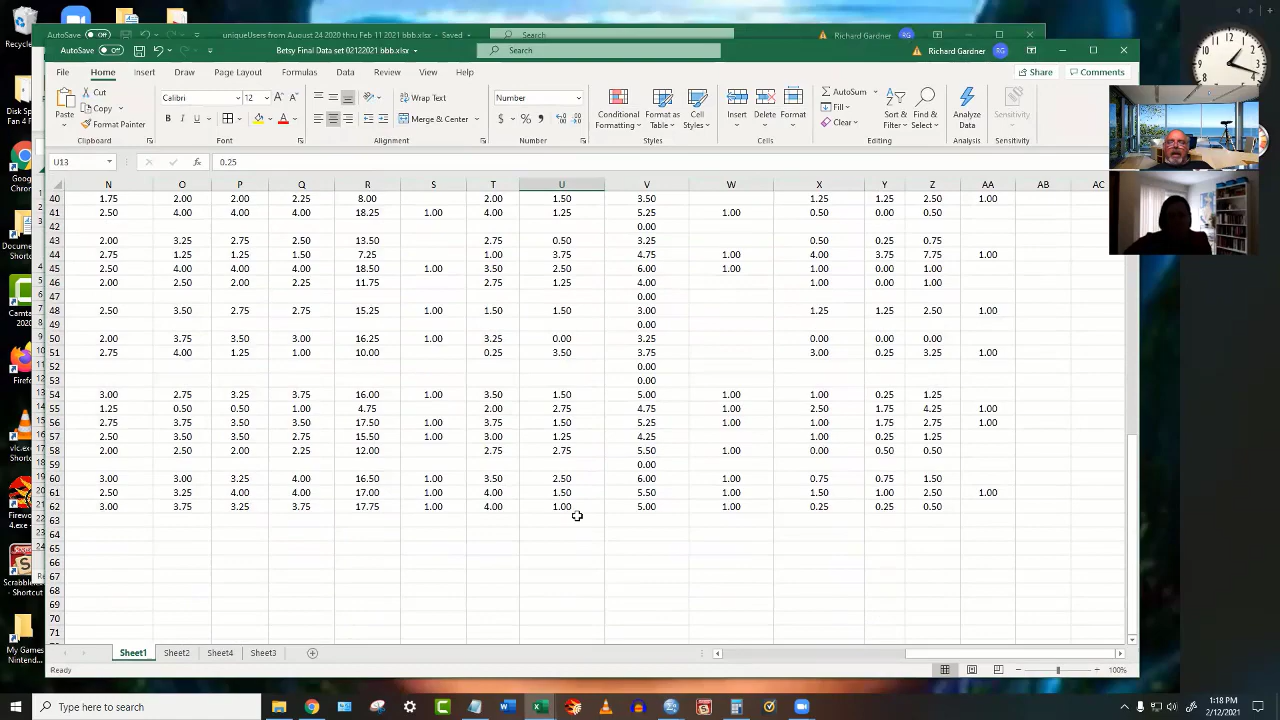 Recycle
AutoSave Off uniqueUsers from August 24 2020 thru Feb 11 2021 bbb.xlsx - Saved Search Richard Gardner
AutoSave Off Betsy Final Data set 02122021 bbb.xlsx Search Richard Gardner RG
File Home Insert Draw Page Layout Formulas Data Review View Help Share Comments
Paste Cut Copy Format Painter Calibri 12 Wrap Text Merge & Center Number Conditional Formatting Format as Table Cell Styles Insert Delete Format AutoSum Fill Clear Sort & Filter Find & Select Analyze Data Sensitivity
Clipboard Font Alignment Number Styles Cells Editing Analysis Sensitivity
U13 fx 0.25
N O P Q R S T U V W X Y Z AA AB AC
40 1.75 2.00 2.00 2.25 8.00 2.00 1.50 3.50 1.25 1.25 2.50 1.00
41 2.50 4.00 4.00 4.00 18.25 1.00 4.00 1.25 5.25 1.00 0.50 0.00 0.50
42 0.00
43 2.00 3.25 2.75 2.50 13.50 2.75 0.50 3.25 0.50 0.25 0.75
44 2.75 1.25 1.25 1.50 7.25 1.00 3.75 4.75 1.00 4.00 3.75 7.75 1.00
45 2.50 4.00 4.00 4.00 18.50 1.00 3.50 2.50 6.00 1.00 1.00 0.00 1.00
46 2.00 2.50 2.00 2.25 11.75 2.75 1.25 4.00 1.00 0.00 1.00
47 0.00
48 2.50 3.50 2.75 2.75 15.25 1.00 1.50 1.50 3.00 1.25 1.25 2.50 1.00
49 0.00
50 2.00 3.75 3.50 3.00 16.25 1.00 3.25 0.00 3.25 0.00 0.00 0.00
51 2.75 4.00 1.25 1.00 10.00 0.25 3.50 3.75 3.00 0.25 3.25 1.00
52 0.00
53 0.00
54 3.00 2.75 3.25 3.75 16.00 1.00 3.50 1.50 5.00 1.00 1.00 0.25 1.25
55 1.25 0.50 0.50 1.00 4.75 2.00 2.75 4.75 1.00 2.50 1.75 4.25 1.00
56 2.75 3.75 3.50 3.50 17.50 1.00 3.75 1.50 5.25 1.00 1.00 1.75 2.75 1.00
57 2.50 3.50 3.50 2.75 15.50 1.00 3.00 1.25 4.25 1.00 0.25 1.25
58 2.00 2.50 2.00 2.25 12.00 2.75 2.75 5.50 1.00 0.00 0.50 0.50
59 0.00
60 3.00 3.00 3.25 4.00 16.50 1.00 3.50 2.50 6.00 1.00 0.75 0.75 1.50
61 2.50 3.25 4.00 4.00 17.00 1.00 4.00 1.50 5.50 1.00 1.50 1.00 2.50 1.00
62 3.00 3.75 3.25 3.75 17.75 1.00 4.00 1.00 5.00 1.00 0.25 0.25 0.50
63
64
65
66
67
68
69
70
71
Sheet1 Sheet2 Sheet4 Sheet3
Ready 100%
Type here to search
1:18 PM
2/12/2021